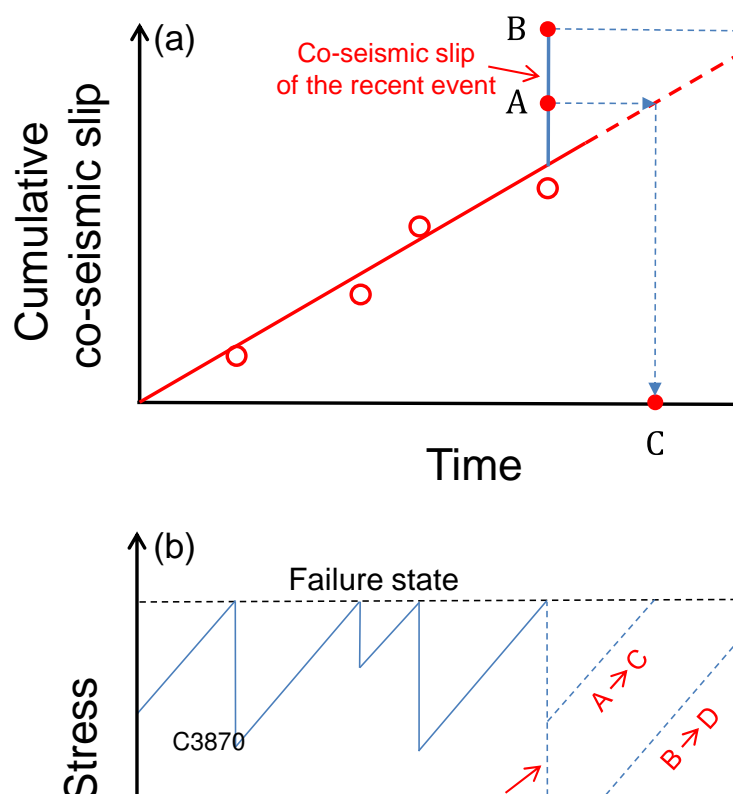 (a)
B
Co-seismic slip
of the recent event
A
Cumulative
co-seismic slip
C
Time
(b)
Failure state
A → C
B → D
C3870
Stress